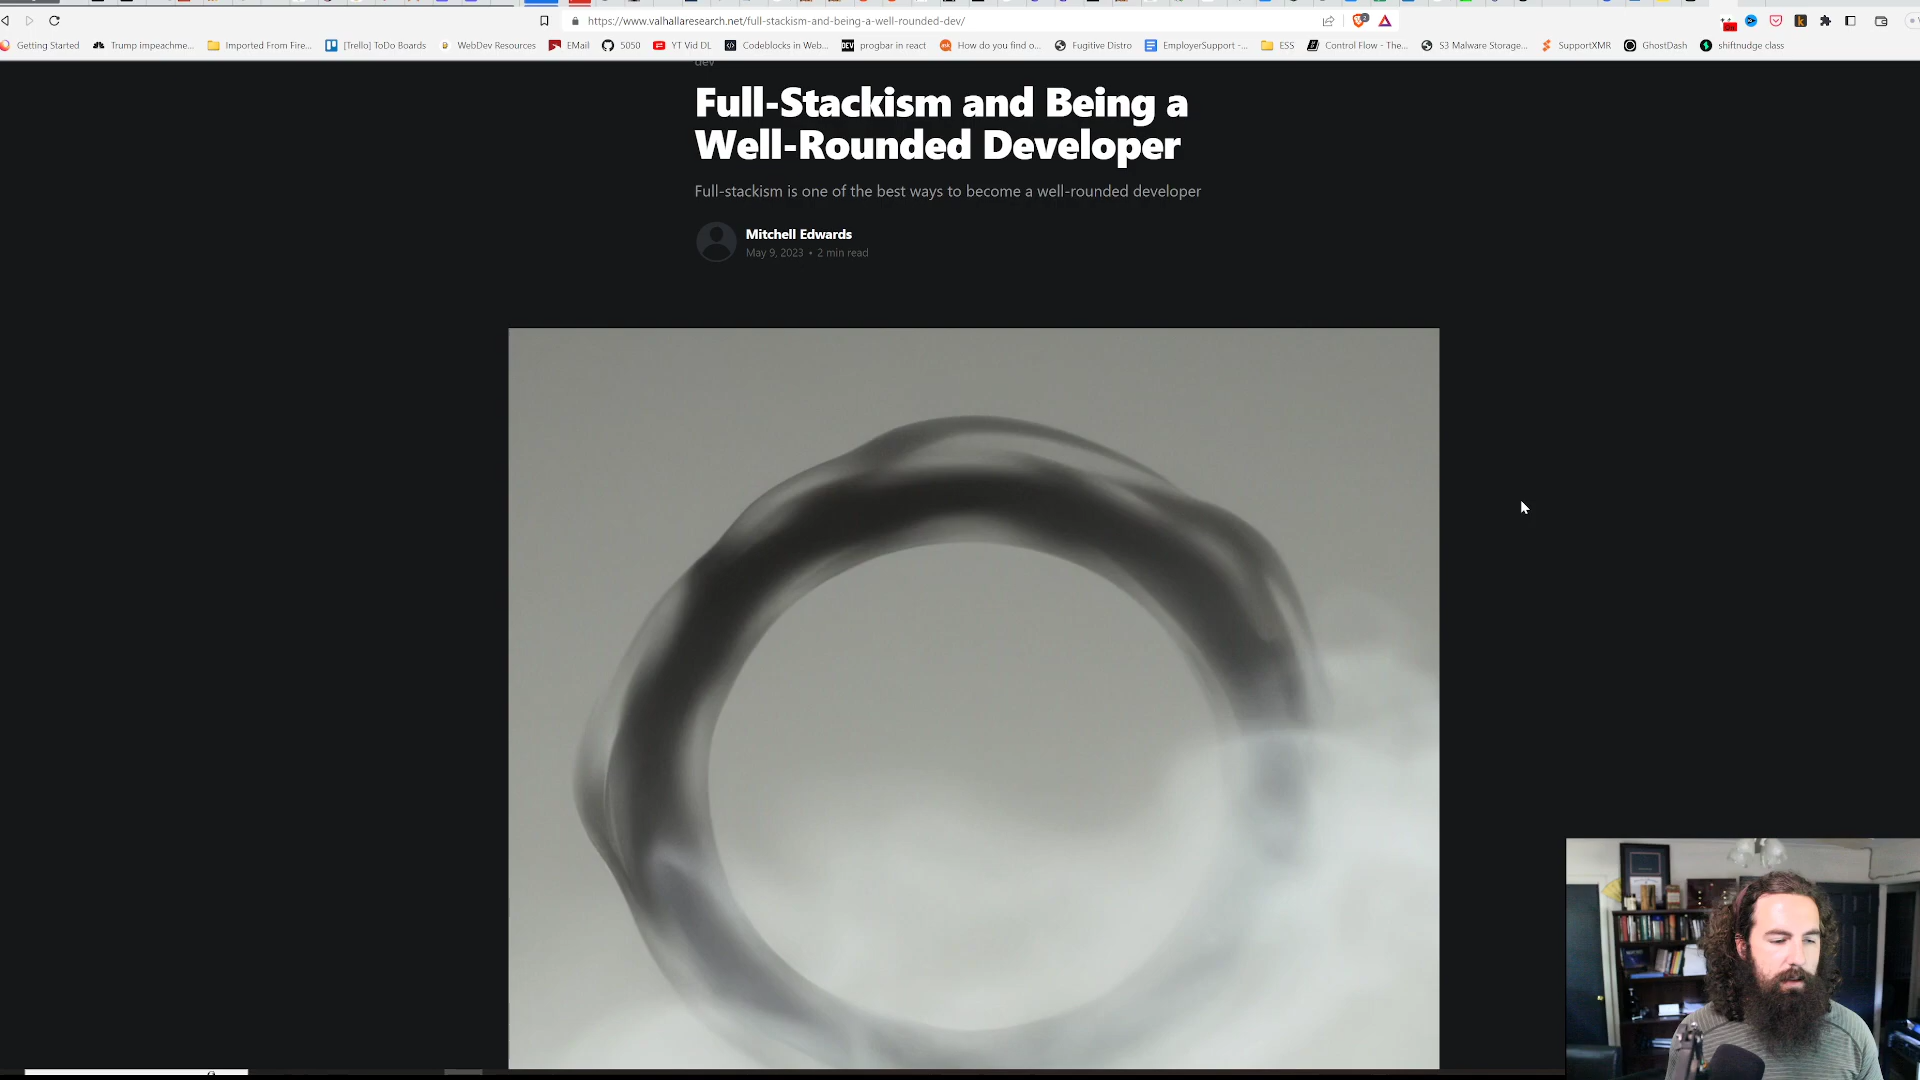 https://www.valhallaresearch.net/full-stackism-and-being-a-well-rounded-dev/
Getting Started
Trump impeachme...
Imported From Fire...
[Trello] ToDo Boards
WebDev Resources
EMail
5050
YT Vid DL
Codeblocks in Web...
DEV
progbar in react
ask
How do you find o...
Fugitive Distro
EmployerSupport -...
ESS
Control Flow - The...
S3 Malware Storage...
SupportXMR
GhostDash
shiftnudge class
dev
Full-Stackism and Being a
Well-Rounded Developer
Full-stackism is one of the best ways to become a well-rounded developer
Mitchell Edwards
May 9, 2023 • 2 min read